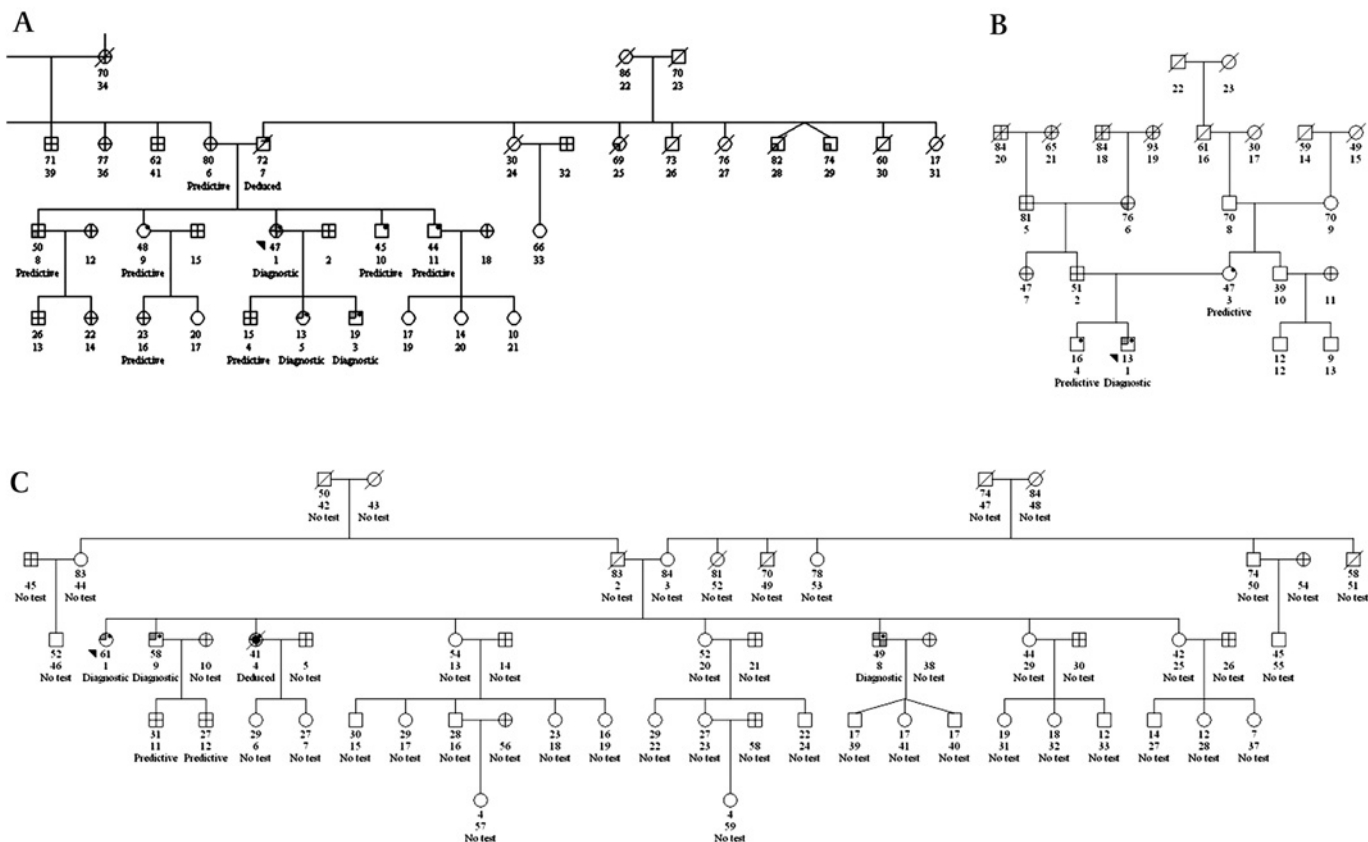 A
B
70
34
86
22
70
23
22
23
71
39
77
36
62
41
80
6
Predictive
72
7
Deduced
30
24
32
69
25
73
26
76
27
82
28
74
29
60
30
17
31
84
20
65
21
84
18
93
19
61
16
30
17
59
14
49
15
50
8
Predictive
12
48
9
Predictive
15
47
1
Diagnostic
2
45
10
Predictive
44
11
Predictive
18
66
33
81
5
76
6
70
8
70
9
26
13
22
14
23
16
Predictive
20
17
15
4
Predictive
13
5
Diagnostic
19
3
Diagnostic
17
19
14
20
10
21
47
7
51
2
47
3
Predictive
39
10
11
16
4
Predictive
13
1
Diagnostic
12
12
9
13
C
50
42
No test
43
No test
74
47
No test
84
48
No test
45
No test
83
44
No test
83
2
84
3
81
52
No test
70
49
No test
78
53
No test
74
50
No test
54
No test
58
51
No test
52
46
No test
61
1
Diagnostic
58
9
Diagnostic
10
No test
41
4
Deduced
5
No test
54
13
No test
14
No test
52
20
No test
21
No test
49
8
Diagnostic
38
No test
44
29
No test
30
No test
42
25
No test
26
No test
45
55
No test
31
11
Predictive
27
12
Predictive
29
6
No test
27
7
No test
30
15
No test
29
17
No test
28
16
No test
56
No test
23
18
No test
16
19
No test
29
22
No test
27
23
No test
58
No test
22
24
No test
17
39
No test
17
41
No test
17
40
No test
19
31
No test
18
32
No test
12
33
No test
14
27
No test
12
28
No test
7
37
No test
4
57
No test
4
59
No test